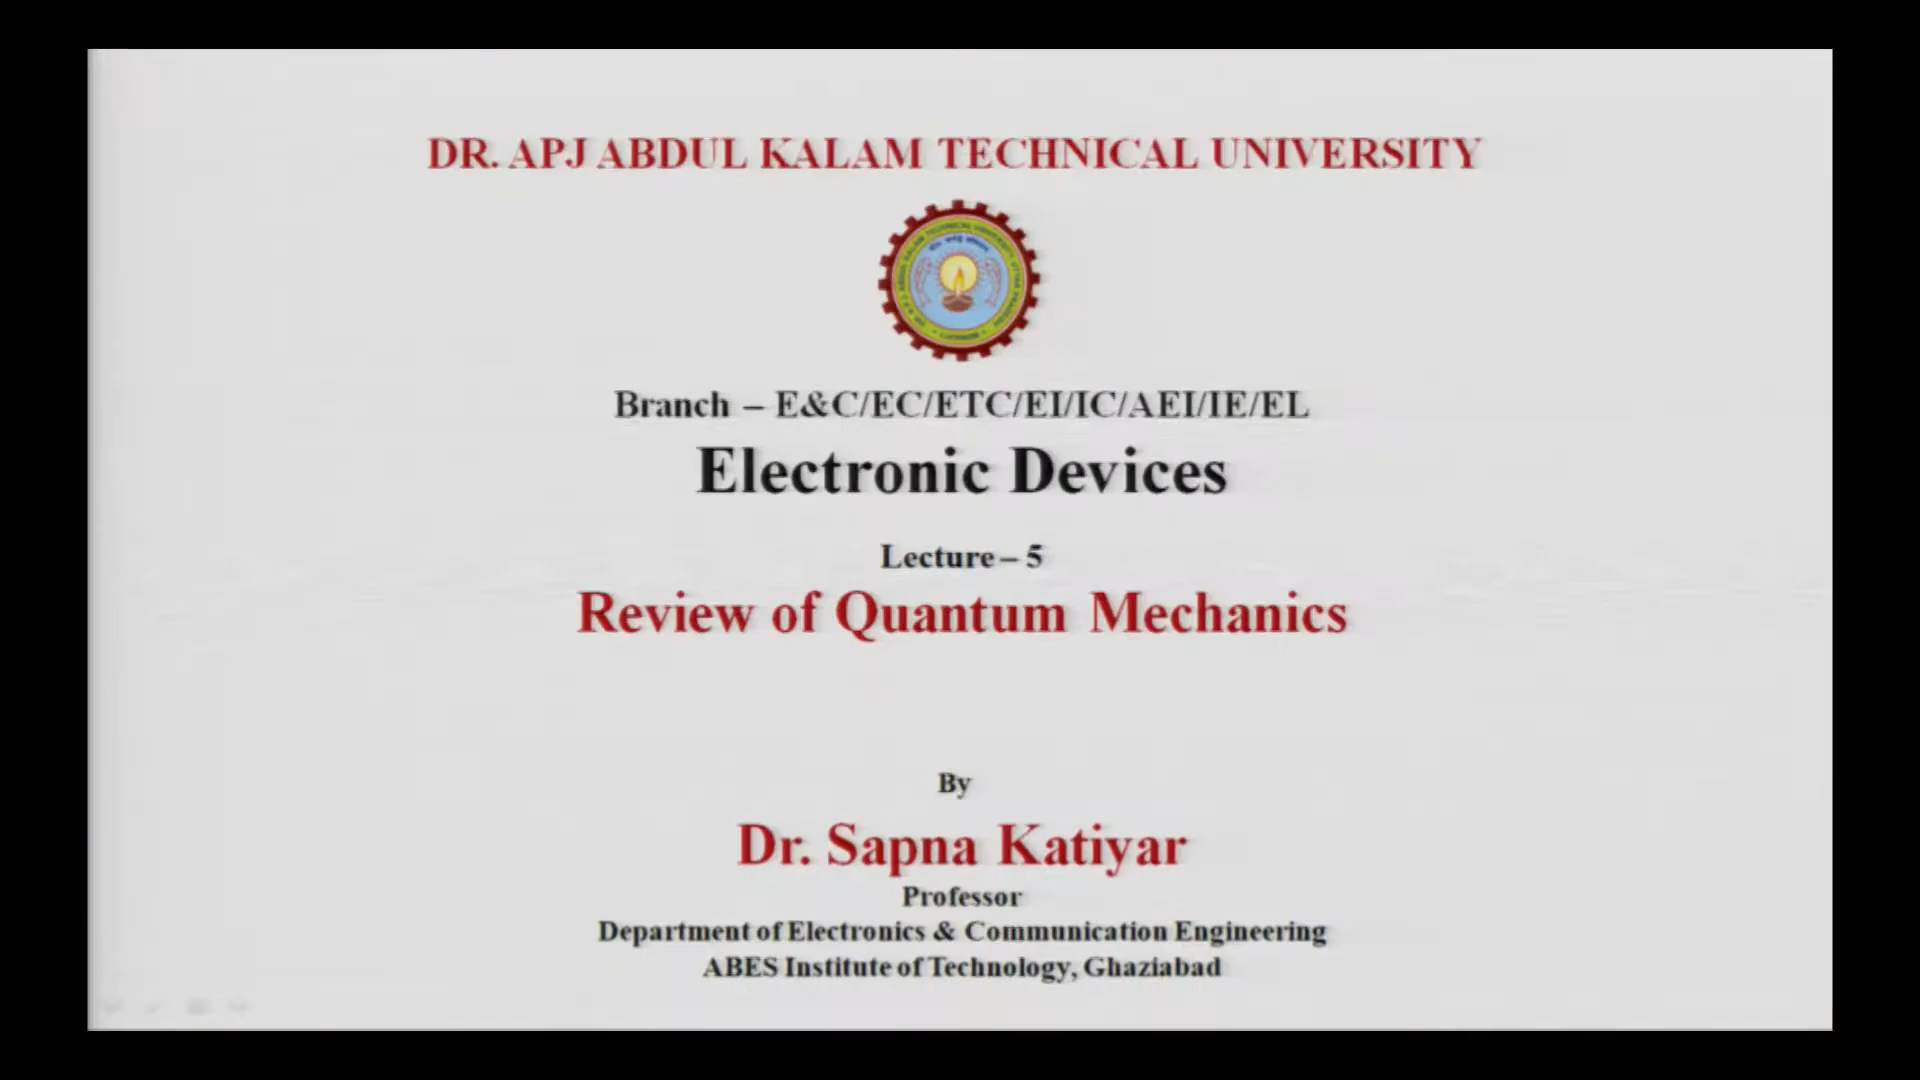 DR. APJ ABDUL KALAM TECHNICAL UNIVERSITY
Branch – E&C/EC/ETC/EI/IC/AEI/IE/EL
Electronic Devices
Lecture – 5
Review of Quantum Mechanics
By
Dr. Sapna Katiyar
Professor
Department of Electronics & Communication Engineering
ABES Institute of Technology, Ghaziabad